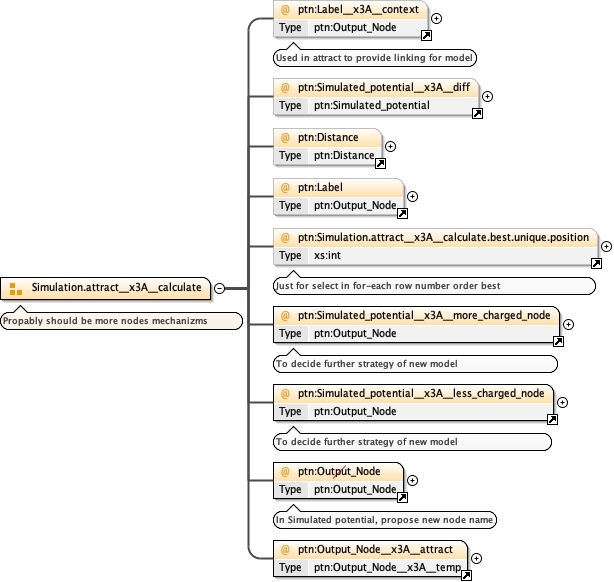 @ ptn:Label__x3A__context
Type ptn:Output_Node
Used in attract to provide linking for model
@ ptn:Simulated_potential__x3A__diff
Type ptn:Simulated_potential
@ ptn:Distance
Type ptn:Distance
@ ptn:Label
Type ptn:Output_Node
@ ptn:Simulation.attract__x3A__calculate.best.unique.position
Type xs:int
Just for select in for-each row number order best
Simulation.attract__x3A__calculate
Propably should be more nodes mechanizms
@ ptn:Simulated_potential__x3A__more_charged_node
Type ptn:Output_Node
To decide further strategy of new model
@ ptn:Simulated_potential__x3A__less_charged_node
Type ptn:Output_Node
To decide further strategy of new model
@ ptn:Output_Node
Type ptn:Output_Node
In Simulated potential, propose new node name
@ ptn:Output_Node__x3A__attract
Type ptn:Output_Node__x3A__temp